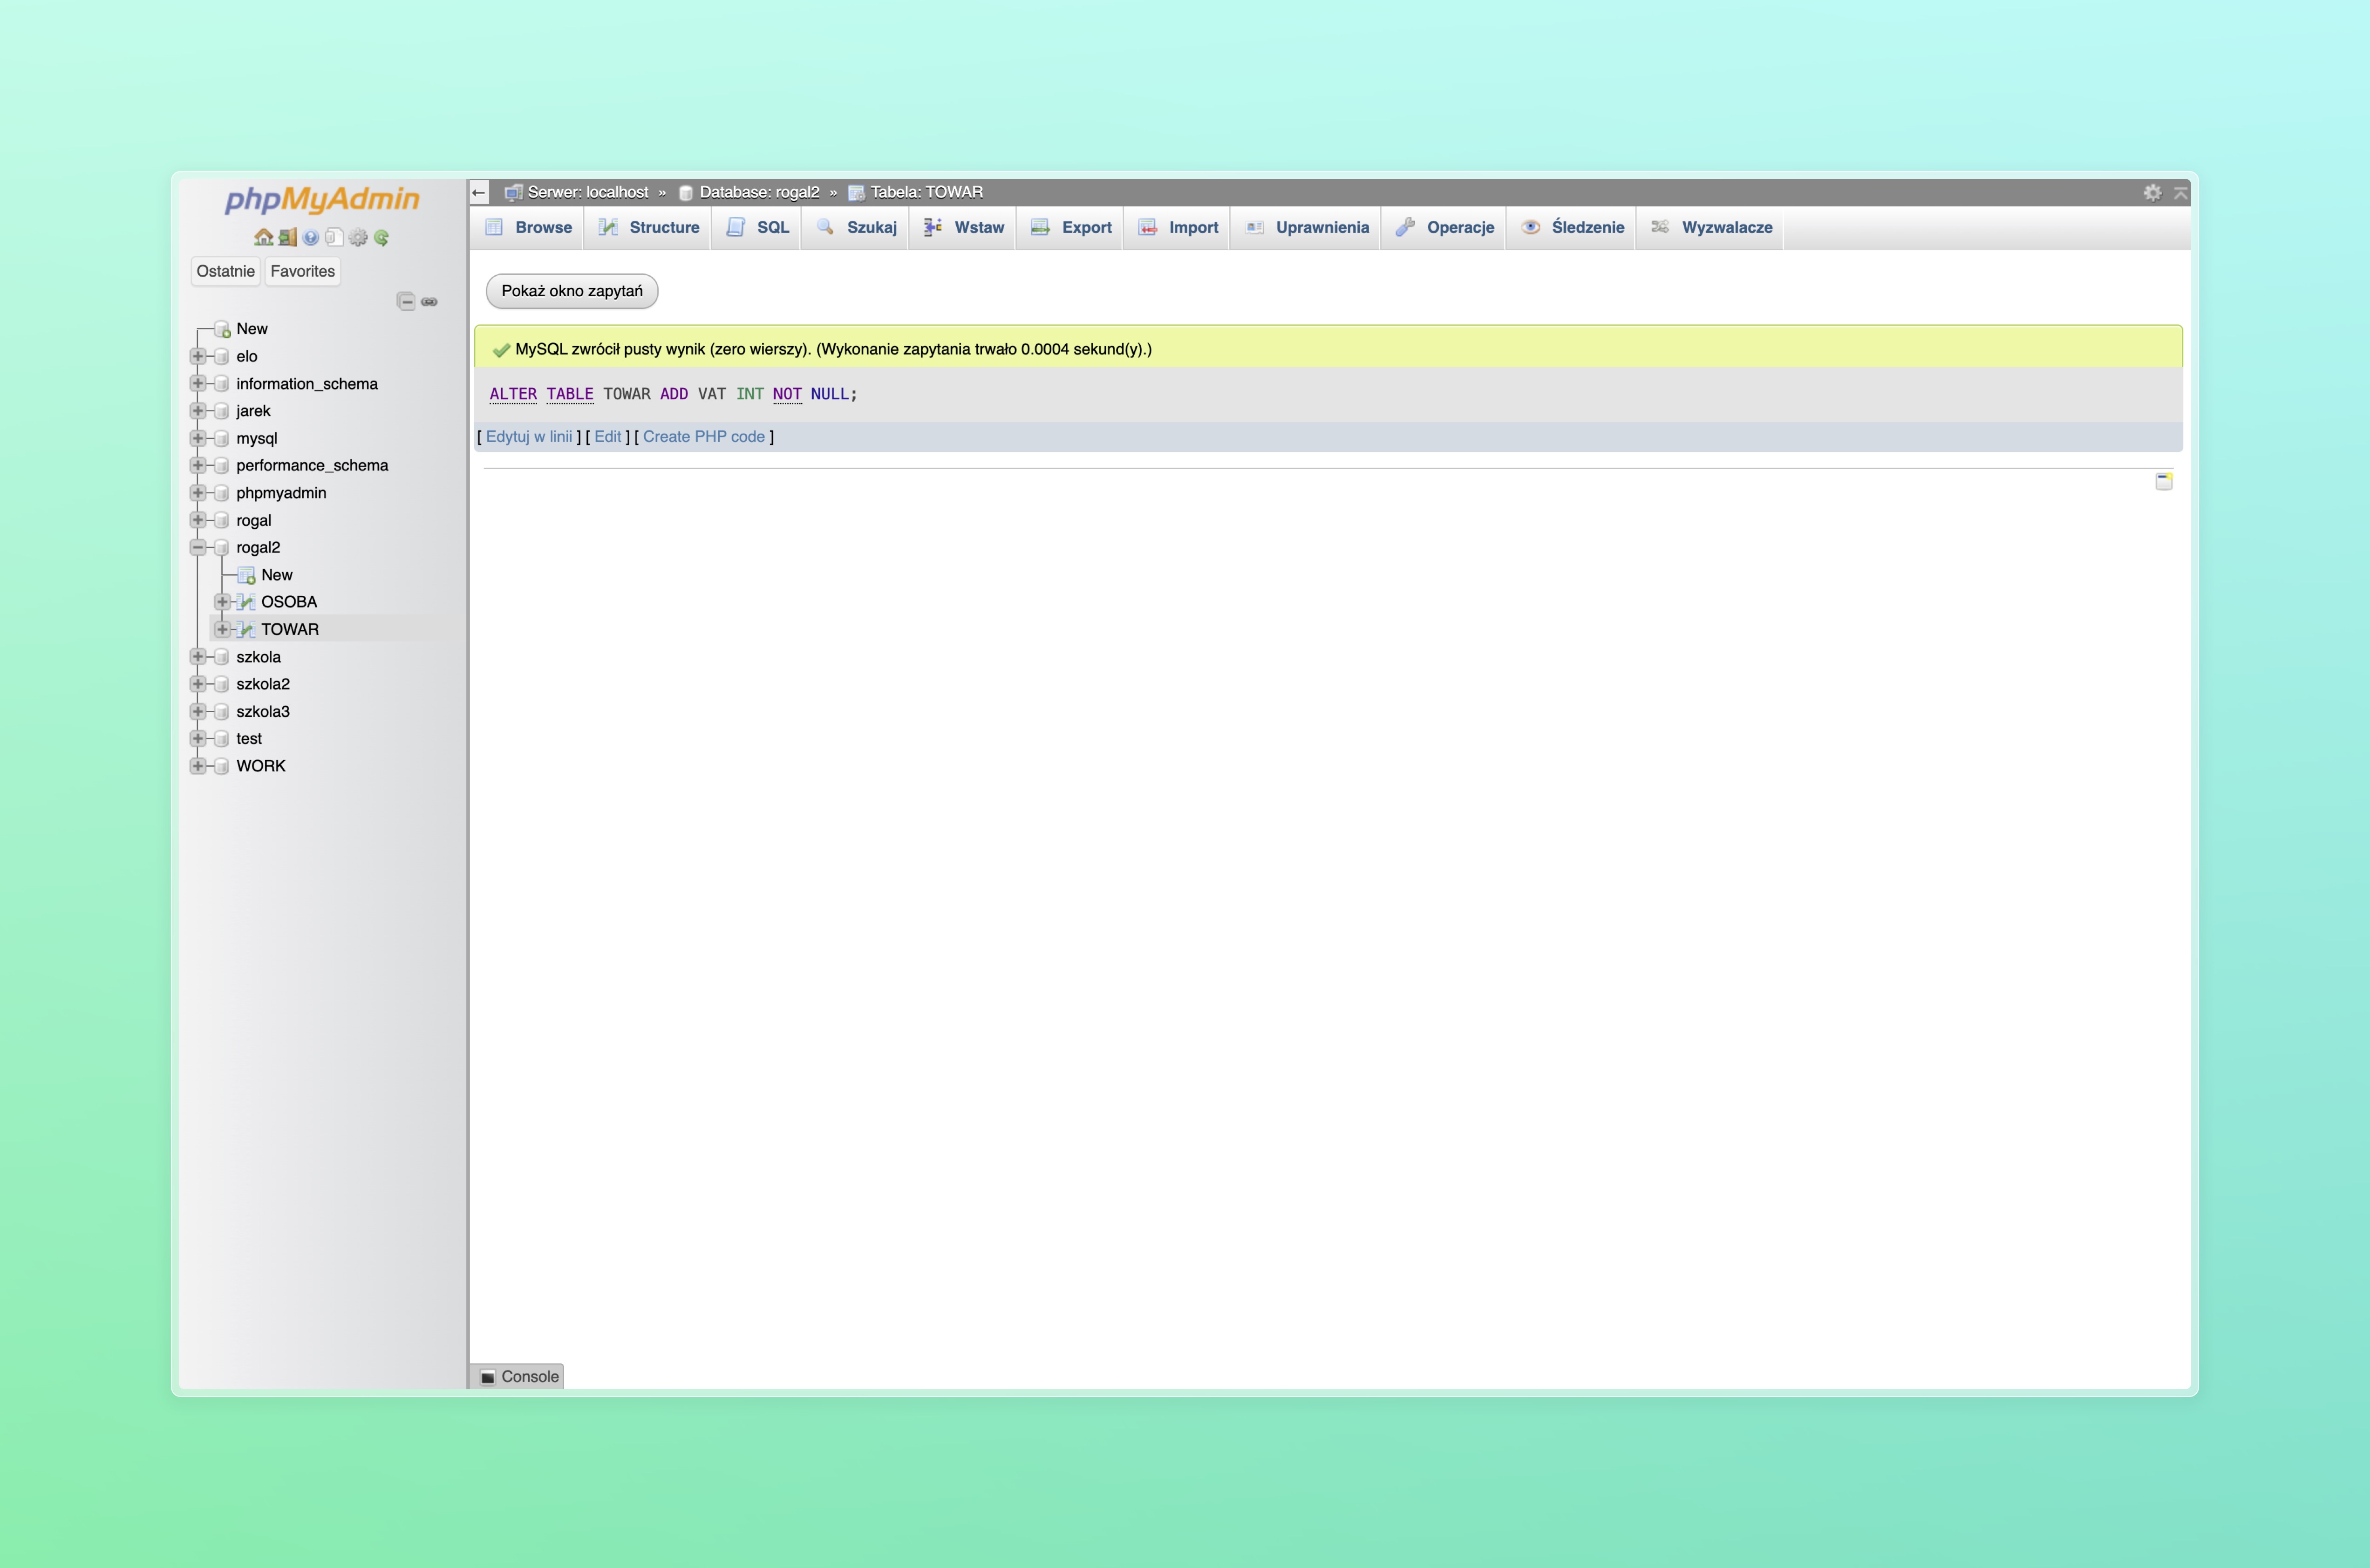 phpMyAdmin
Ostatnie Favorites
New
elo
information_schema
jarek
mysql
performance_schema
phpmyadmin
rogal
rogal2
New
OSOBA
TOWAR
szkola
szkola2
szkola3
test
WORK
Serwer: localhost » Database: rogal2 » Tabela: TOWAR
Browse Structure SQL Szukaj Wstaw Export Import Uprawnienia Operacje Śledzenie Wyzwalacze
Pokaż okno zapytań
MySQL zwrócił pusty wynik (zero wierszy). (Wykonanie zapytania trwało 0.0004 sekund(y).)
ALTER TABLE TOWAR ADD VAT INT NOT NULL;
[ Edytuj w linii ] [ Edit ] [ Create PHP code ]
Console